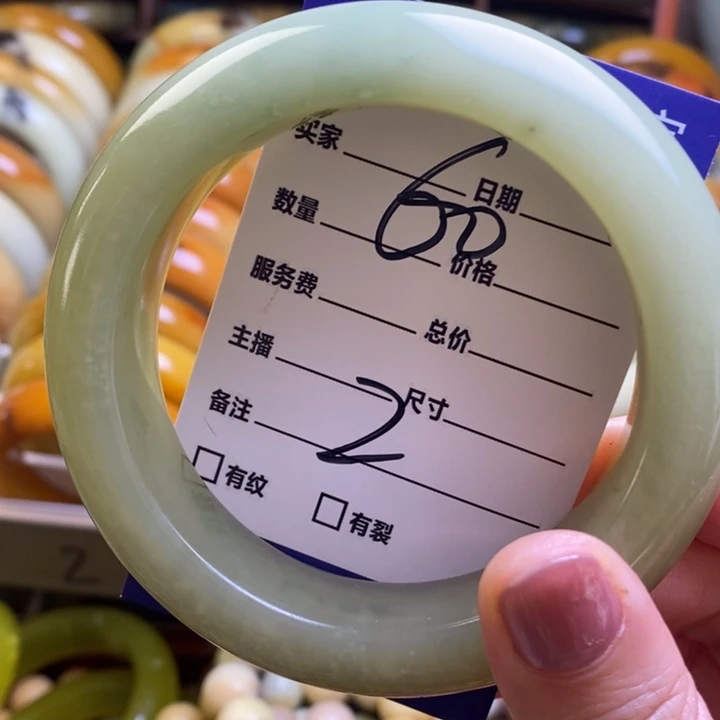 买家 日期
60
数量 价格
服务费 总价
主播 尺寸
2
备注
有纹 有裂
2